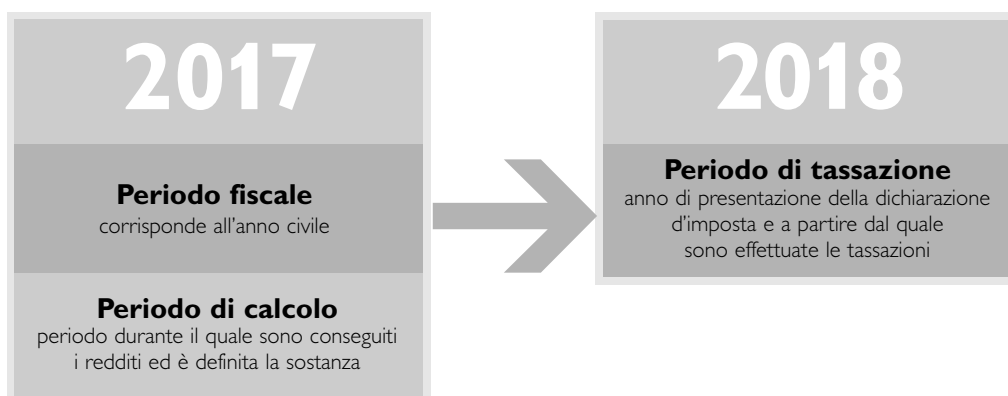 2017
Periodo fiscale
corrisponde all'anno civile
Periodo di calcolo
periodo durante il quale sono conseguiti
i redditi ed è definita la sostanza
2018
Periodo di tassazione
anno di presentazione della dichiarazione
d'imposta e a partire dal quale
sono effettuate le tassazioni